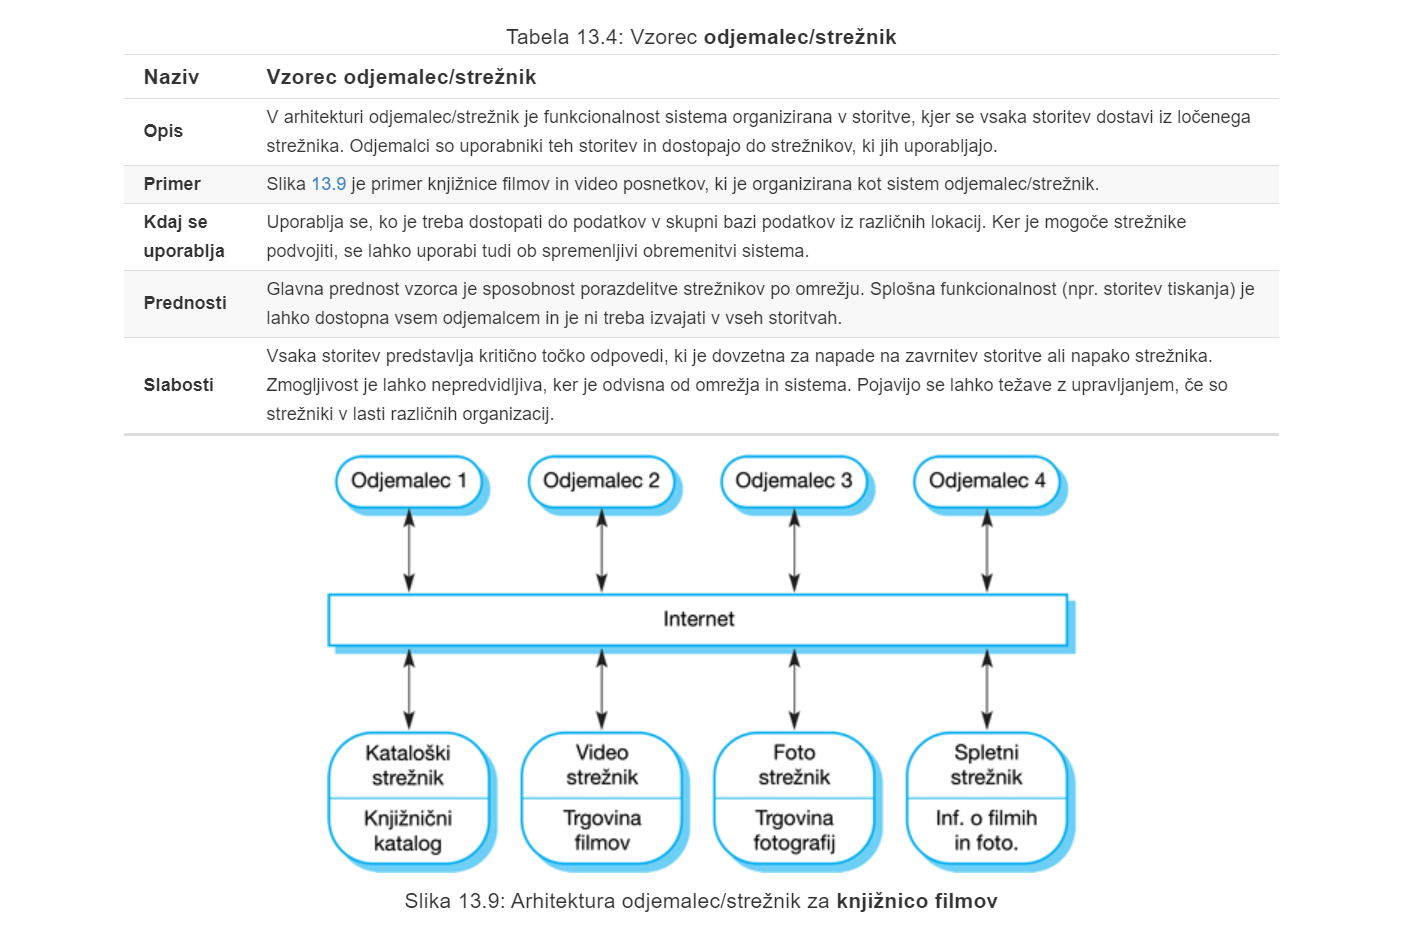 Tabela 13.4: Vzorec odjemalec/strežnik
Naziv Vzorec odjemalec/strežnik
Opis V arhitekturi odjemalec/strežnik je funkcionalnost sistema organizirana v storitve, kjer se vsaka storitev dostavi iz ločenega
strežnika. Odjemalci so uporabniki teh storitev in dostopajo do strežnikov, ki jih uporabljajo.
Primer Slika 13.9 je primer knjižnice filmov in video posnetkov, ki je organizirana kot sistem odjemalec/strežnik.
Kdaj se uporablja Uporablja se, ko je treba dostopati do podatkov v skupni bazi podatkov iz različnih lokacij. Ker je mogoče strežnike
podvojiti, se lahko uporabi tudi ob spremenljivi obremenitvi sistema.
Prednosti Glavna prednost vzorca je sposobnost porazdelitve strežnikov po omrežju. Splošna funkcionalnost (npr. storitev tiskanja) je
lahko dostopna vsem odjemalcem in je ni treba izvajati v vseh storitvah.
Slabosti Vsaka storitev predstavlja kritično točko odpovedi, ki je dovzetna za napade na zavrnitev storitve ali napako strežnika.
Zmogljivost je lahko nepredvidljiva, ker je odvisna od omrežja in sistema. Pojavijo se lahko težave z upravljanjem, če so
strežniki v lasti različnih organizacij.
Odjemalec 1 Odjemalec 2 Odjemalec 3 Odjemalec 4
Internet
Kataloški strežnik
Knjižnični katalog
Video strežnik
Trgovina filmov
Foto strežnik
Trgovina fotografij
Spletni strežnik
Inf. o filmih in foto.
Slika 13.9: Arhitektura odjemalec/strežnik za knjižnico filmov